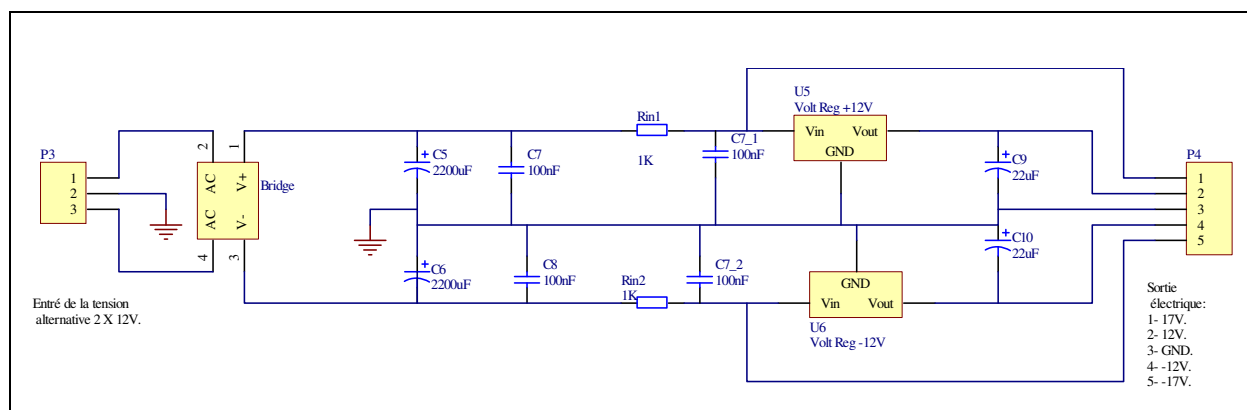 P3
1
2
3
Entré de la tension
alternative 2 X 12V.
2
1
AC
V+
AC
V-
4
3
Bridge
C5
2200uF
C6
2200uF
C7
100nF
C8
100nF
Rin1
1K
Rin2
1K
C7_1
100nF
C7_2
100nF
U5
Volt Reg +12V
Vin
Vout
GND
GND
Vin
Vout
U6
Volt Reg -12V
C9
22uF
C10
22uF
P4
1
2
3
4
5
Sortie
électrique:
1- 17V.
2- 12V.
3- GND.
4- -12V.
5- -17V.